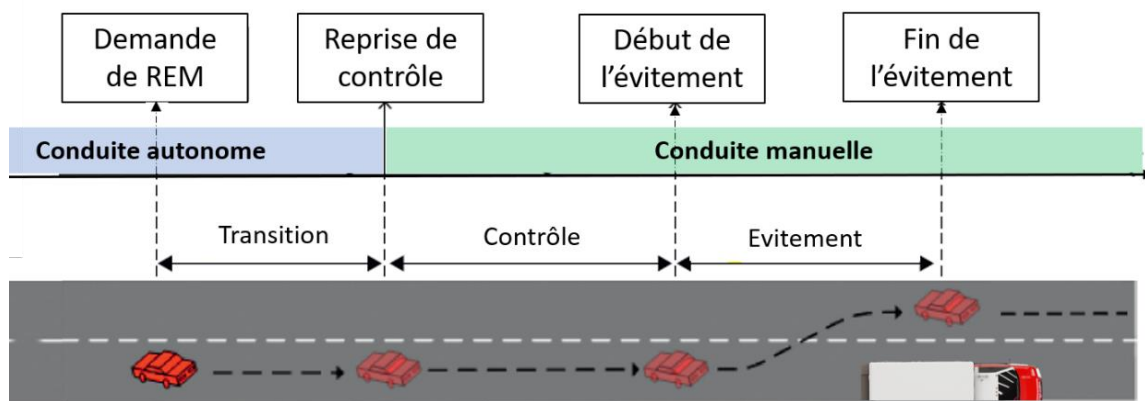 Demande
de REM
Reprise de
contrôle
Début de
l'évitement
Fin de
l'évitement
Conduite autonome
Conduite manuelle
Transition
Contrôle
Evitement